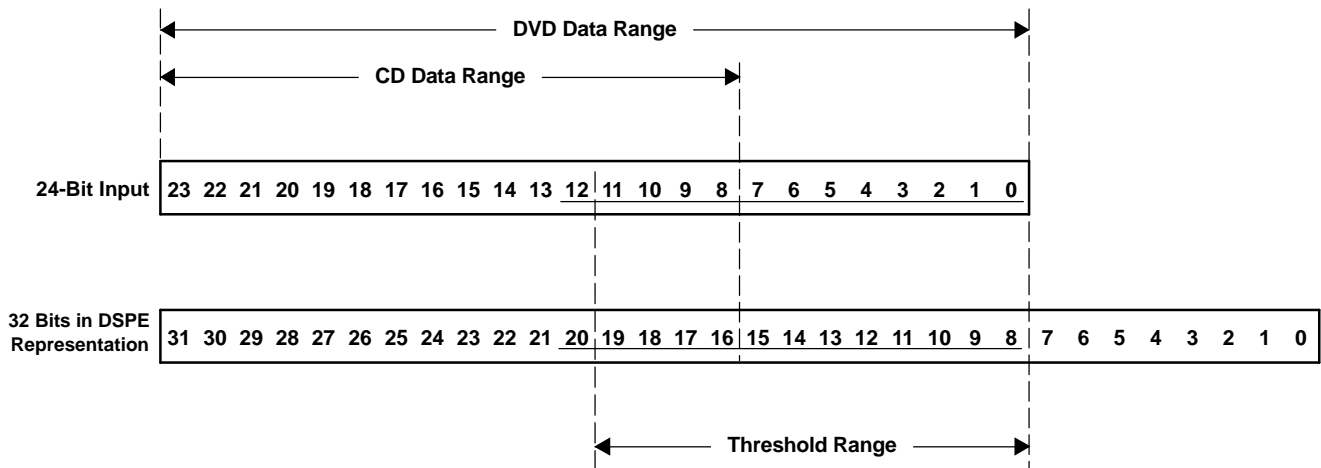 DVD Data Range
CD Data Range
24-Bit Input 23 22 21 20 19 18 17 16 15 14 13 12 11 10 9 8 7 6 5 4 3 2 1 0
32 Bits in DSPE
Representation 31 30 29 28 27 26 25 24 23 22 21 20 19 18 17 16 15 14 13 12 11 10 9 8 7 6 5 4 3 2 1 0
Threshold Range